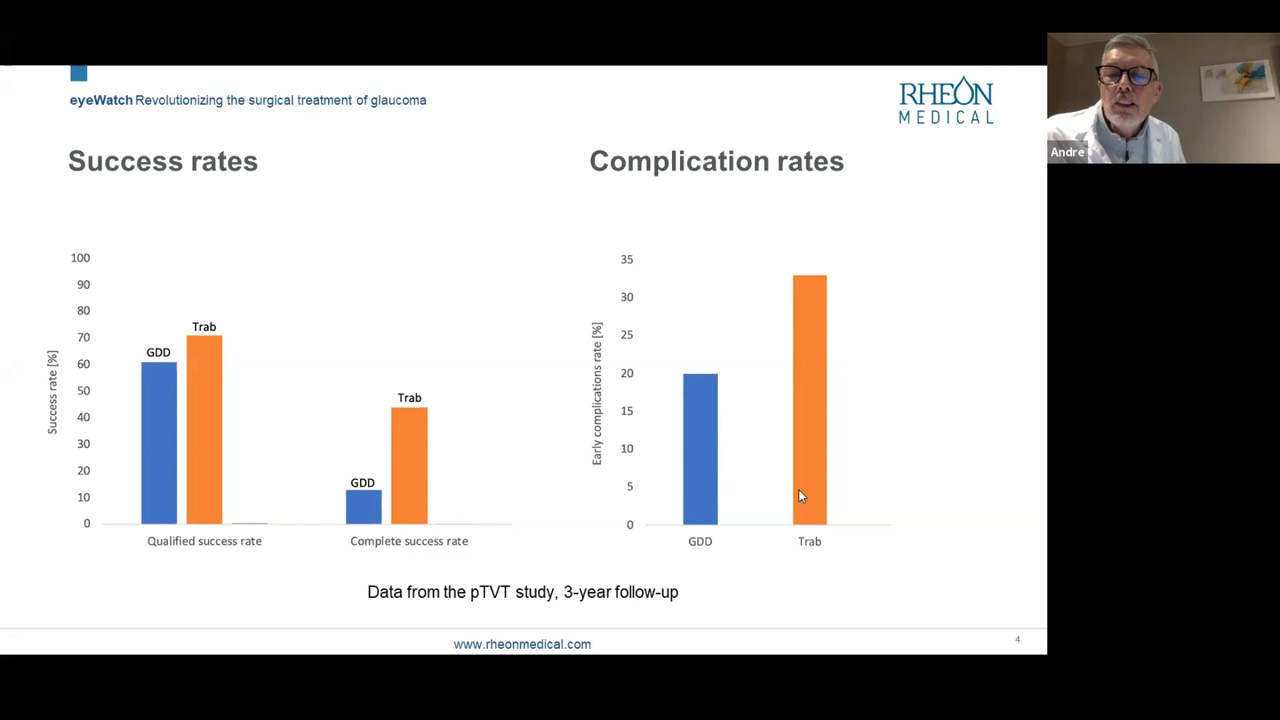 eyeWatch Revolutionizing the surgical treatment of glaucoma
RHEON
MEDICAL
Andre
Success rates
Complication rates
100
90
80
70
60
50
40
30
20
10
0
Success rate [%]
GDD
Trab
GDD
Trab
Qualified success rate
Complete success rate
35
30
25
20
15
10
5
0
Early complications rate [%]
GDD
Trab
Data from the pTVT study, 3-year follow-up
www.rheonmedical.com
4